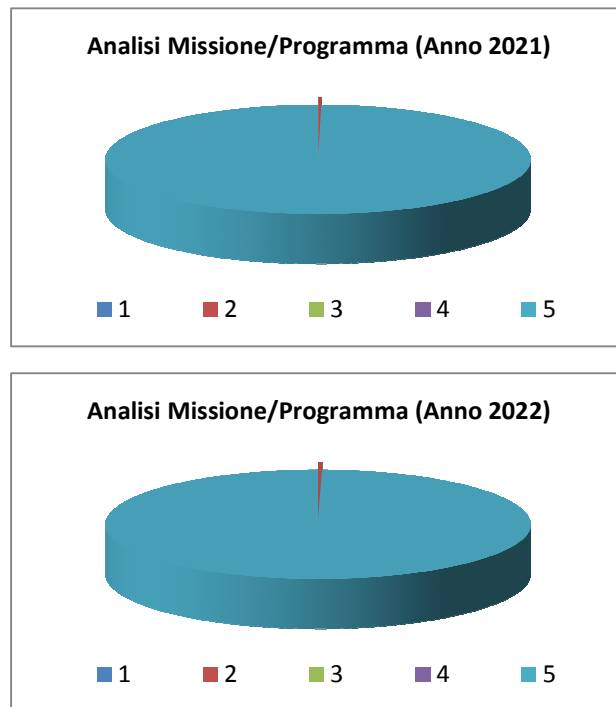 Analisi Missione/Programma (Anno 2021)
1 2 3 4 5
Analisi Missione/Programma (Anno 2022)
1 2 3 4 5